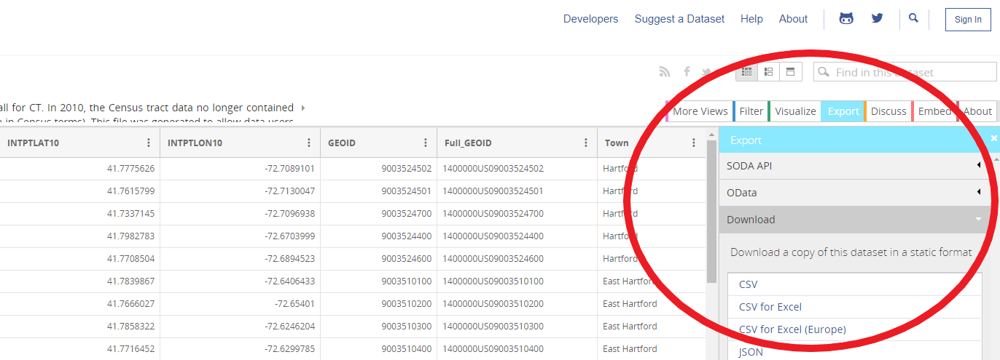 Developers Suggest a Dataset Help About Sign In
Find in this Dataset
all for CT. In 2010, the Census tract data no longer contained
in Census terms). This file was generated to allow data users
More Views Filter Visualize Export Discuss Embed About
INTPTLAT10 INTPTLON10 GEOID Full_GEOID Town
41.7775626 -72.7089101 9003524502 1400000US09003524502 Hartford
41.7615799 -72.7130047 9003524501 1400000US09003524501 Hartford
41.7337145 -72.7096938 9003524700 1400000US09003524700 Hartford
41.7982783 -72.6703999 9003524400 1400000US09003524400 Hartford
41.7708504 -72.6894523 9003524600 1400000US09003524600 Hartford
41.7839867 -72.6406433 9003510100 1400000US09003510100 East Hartford
41.7666027 -72.65401 9003510200 1400000US09003510200 East Hartford
41.7858322 -72.6246204 9003510300 1400000US09003510300 East Hartford
41.7716452 -72.6299785 9003510400 1400000US09003510400 East Hartford
Export
SODA API
OData
Download
Download a copy of this dataset in a static format
CSV
CSV for Excel
CSV for Excel (Europe)
JSON